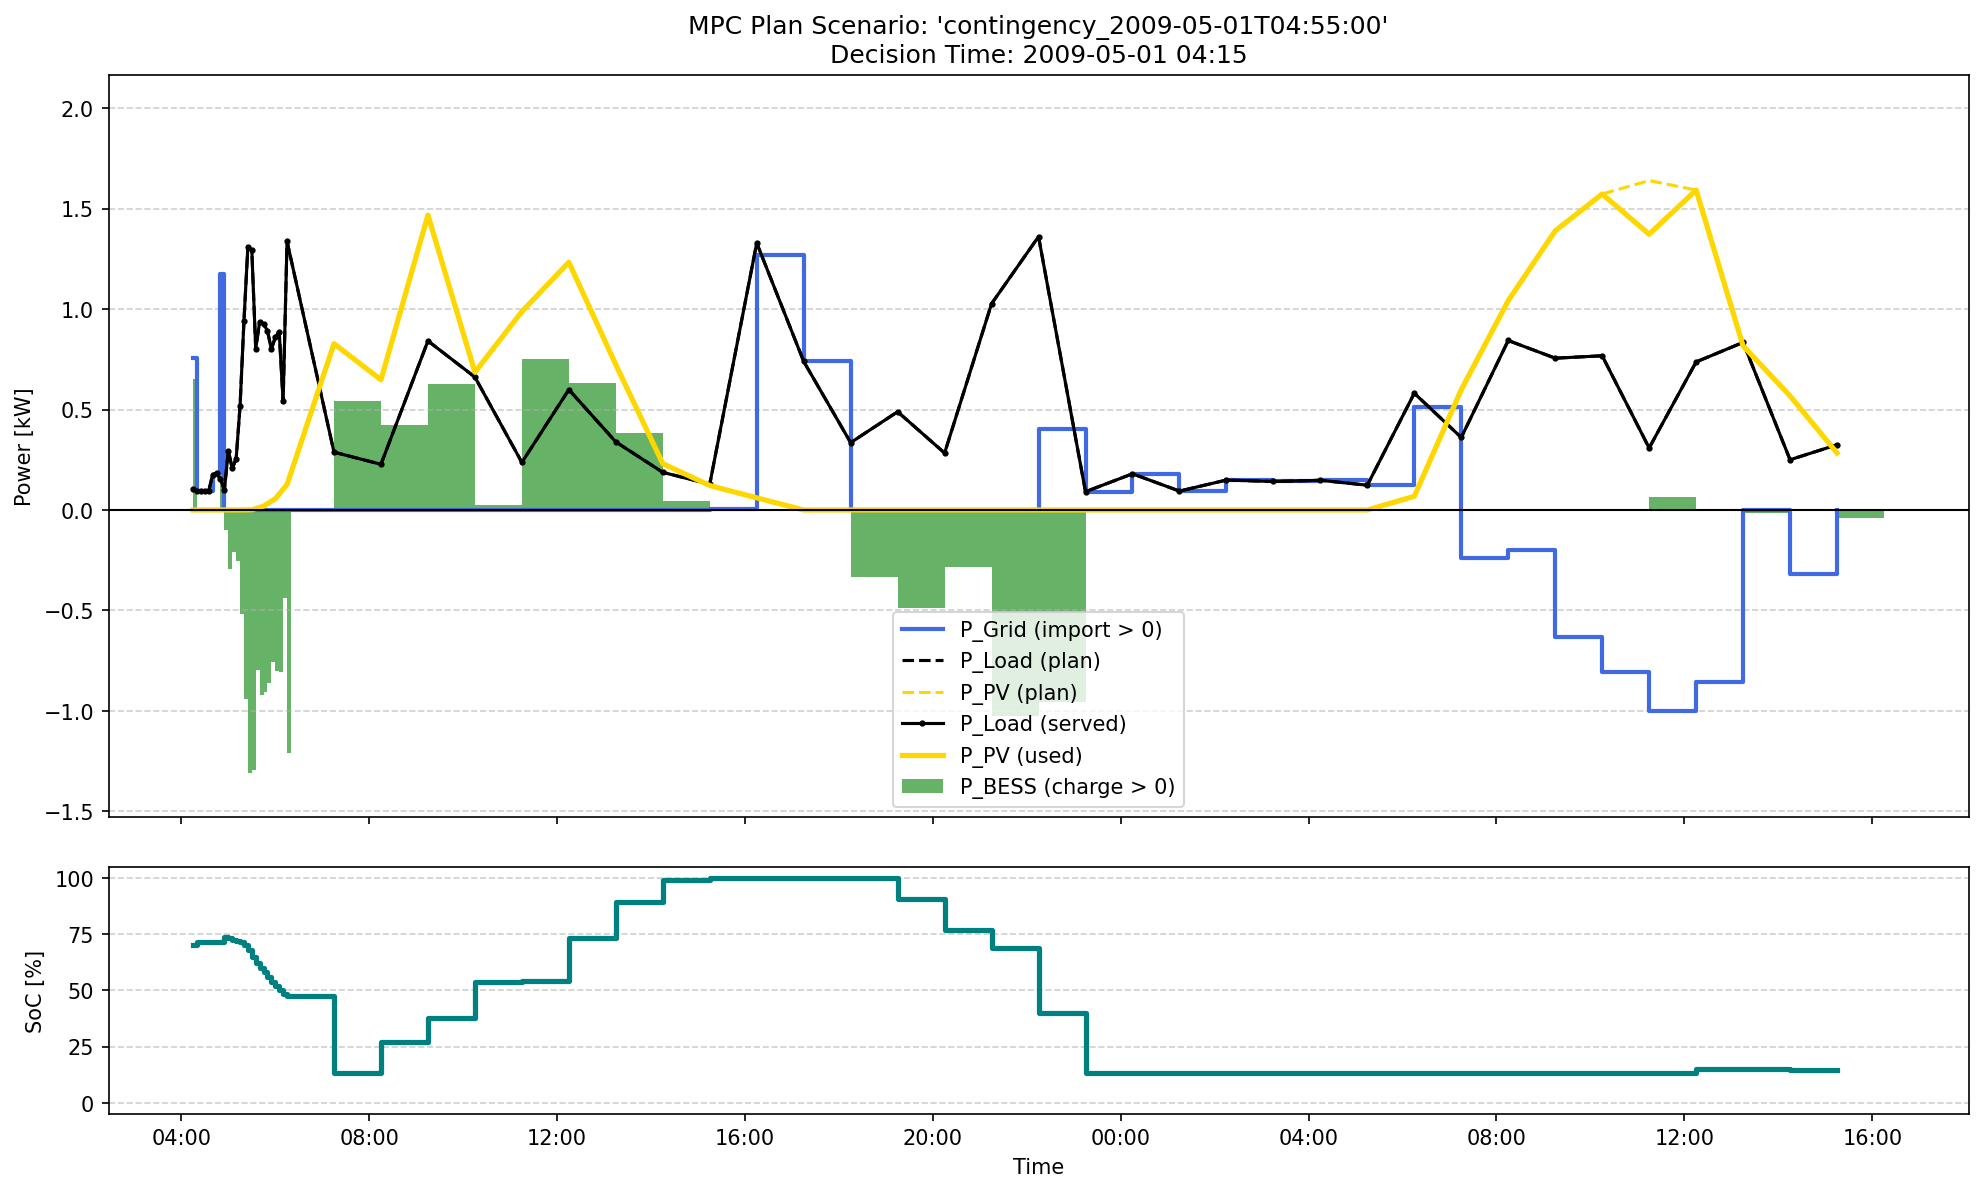 MPC Plan Scenario: 'contingency_2009-05-01T04:55:00'
Decision Time: 2009-05-01 04:15
Power [kW]
2.0
1.5
1.0
0.5
0.0
−0.5
−1.0
−1.5
P_Grid (import > 0)
P_Load (plan)
P_PV (plan)
P_Load (served)
P_PV (used)
P_BESS (charge > 0)
SoC [%]
100
75
50
25
0
04:00
08:00
12:00
16:00
20:00
00:00
04:00
08:00
12:00
16:00
Time